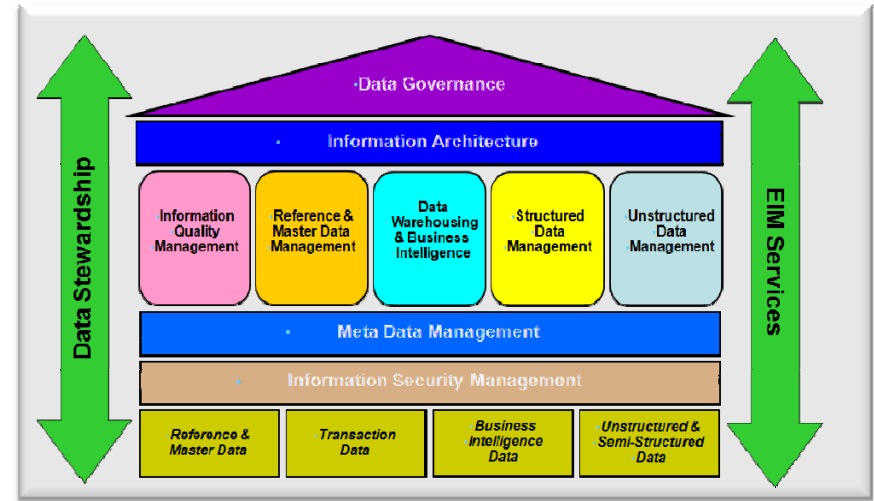 Data Governance
Information Architecture
Data Stewardship
Information
Quality
Management
Reference &
Master Data
Management
Data
Warehousing
& Business
Intelligence
Structured
Data
Management
Unstructured
Data
Management
EIM Services
Meta Data Management
Information Security Management
Reference &
Master Data
Transaction
Data
Business
Intelligence
Data
Unstructured &
Semi-Structured
Data